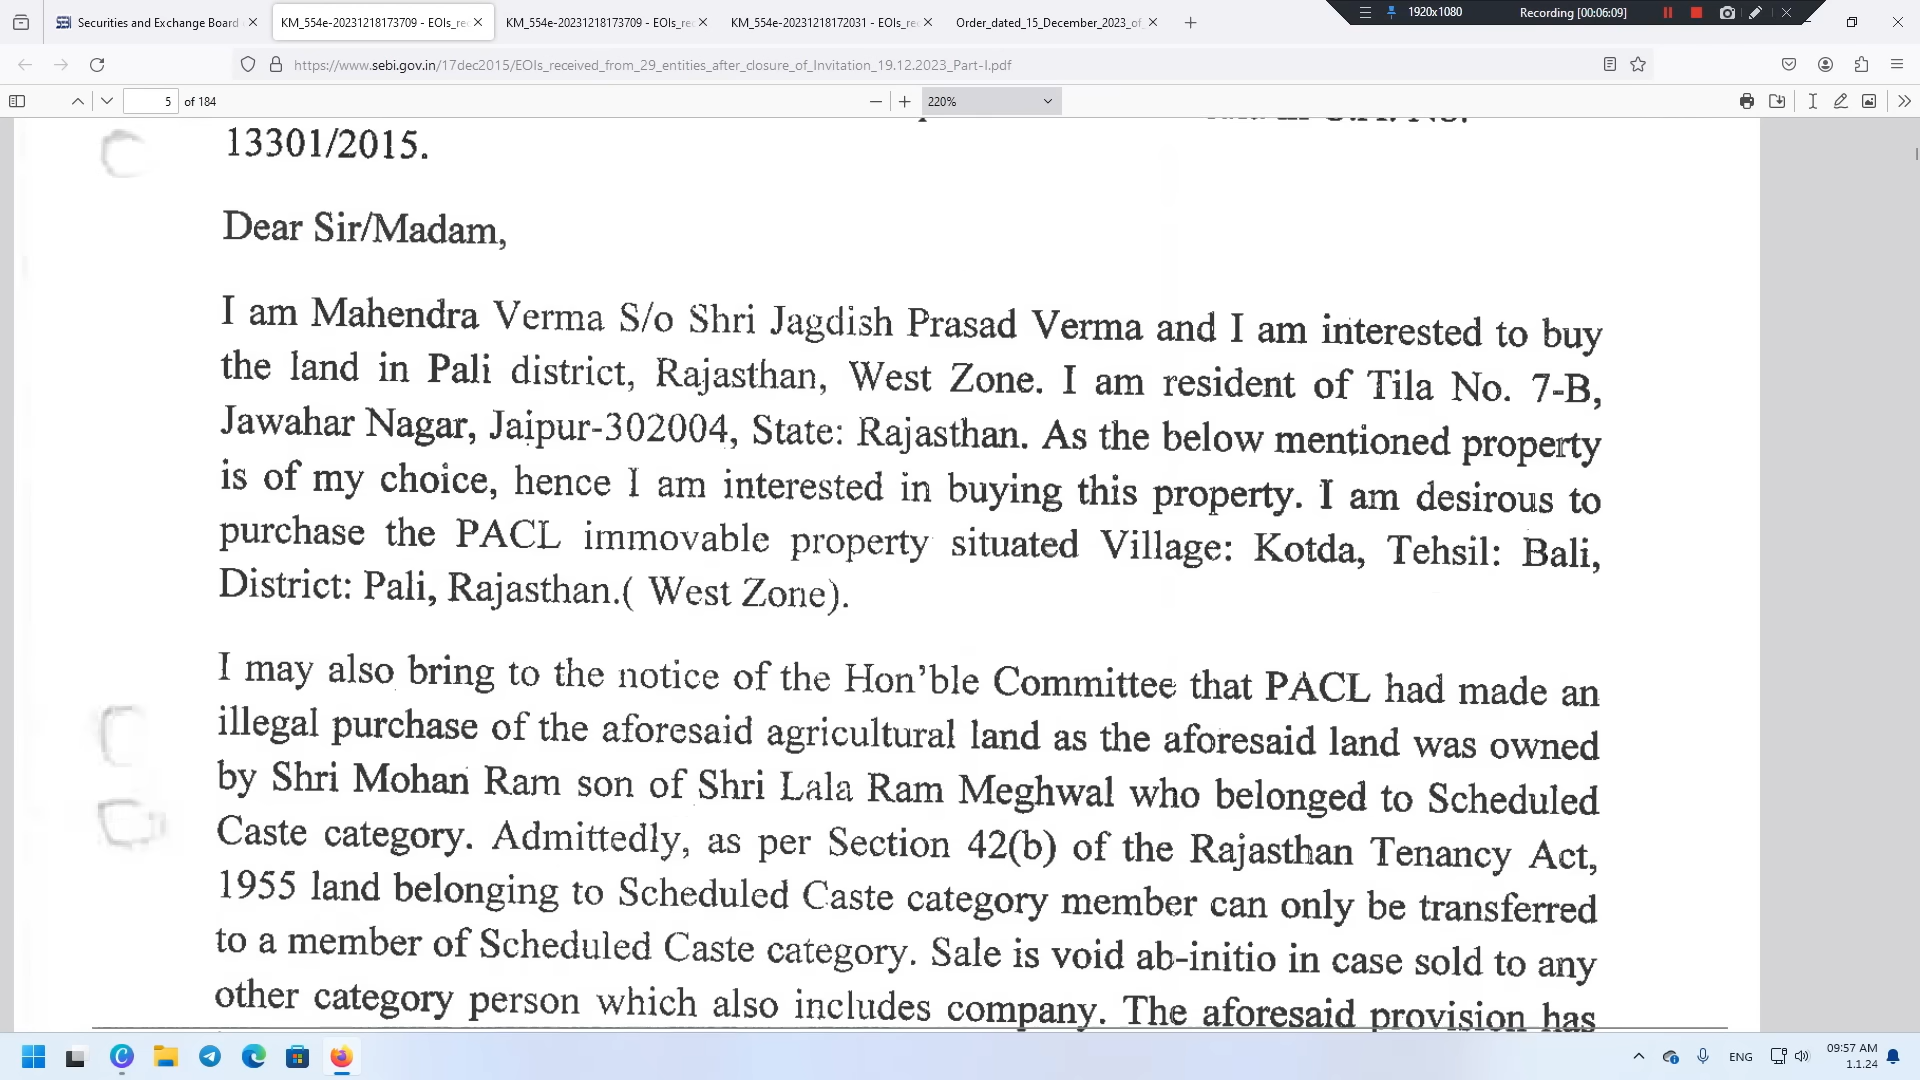 1920x1080
Recording [00:06:09]
Securities and Exchange Board
KM_554e-20231218173709 - EOIs_rec
KM_554e-20231218173709 - EOIs_rec
KM_554e-20231218172031 - EOIs_rec
Order_dated_15_December_2023_of_
https://www.sebi.gov.in/17dec2015/EOIs_received_from_29_entities_after_closure_of_Invitation_19.12.2023_Part-I.pdf
5 of 184
220%
13301/2015.
Dear Sir/Madam,
I am Mahendra Verma S/o Shri Jagdish Prasad Verma and I am interested to buy
the land in Pali district, Rajasthan, West Zone. I am resident of Tila No. 7-B,
Jawahar Nagar, Jaipur-302004, State: Rajasthan. As the below mentioned property
is of my choice, hence I am interested in buying this property. I am desirous to
purchase the PACL immovable property situated Village: Kotda, Tehsil: Bali,
District: Pali, Rajasthan.( West Zone).
I may also bring to the notice of the Hon'ble Committee that PACL had made an
illegal purchase of the aforesaid agricultural land as the aforesaid land was owned
by Shri Mohan Ram son of Shri Lala Ram Meghwal who belonged to Scheduled
Caste category. Admittedly, as per Section 42(b) of the Rajasthan Tenancy Act,
1955 land belonging to Scheduled Caste category member can only be transferred
to a member of Scheduled Caste category. Sale is void ab-initio in case sold to any
other category person which also includes company. The aforesaid provision has
ENG
09:57 AM
1.1.24